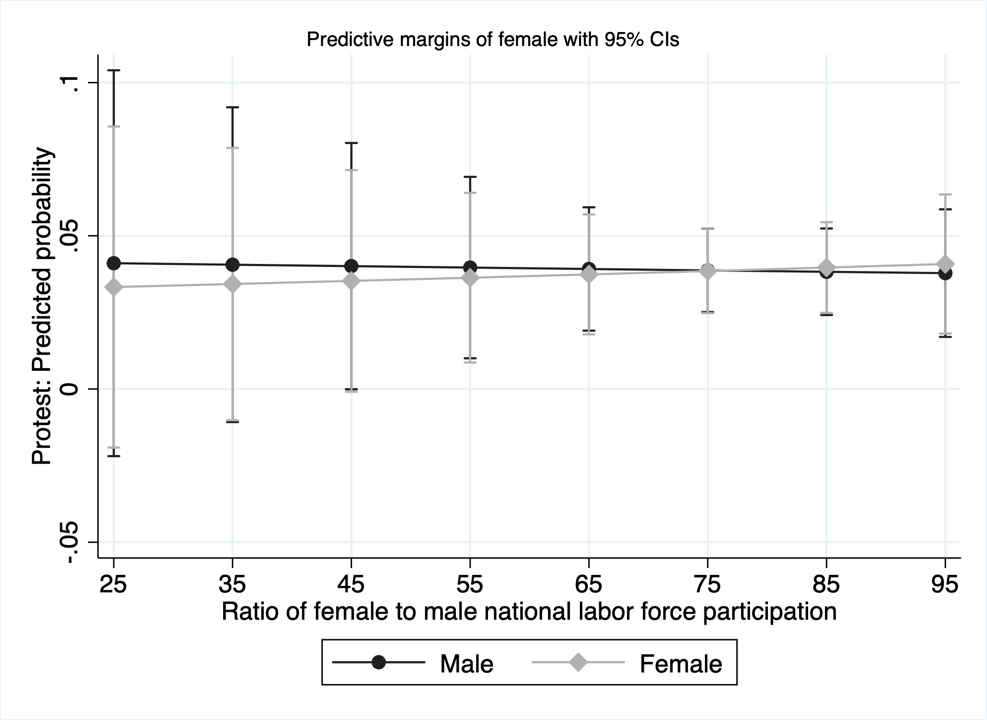 Predictive margins of female with 95% CIs
Protest: Predicted probability
.1
.05
0
-.05
25 35 45 55 65 75 85 95
Ratio of female to male national labor force participation
Male Female